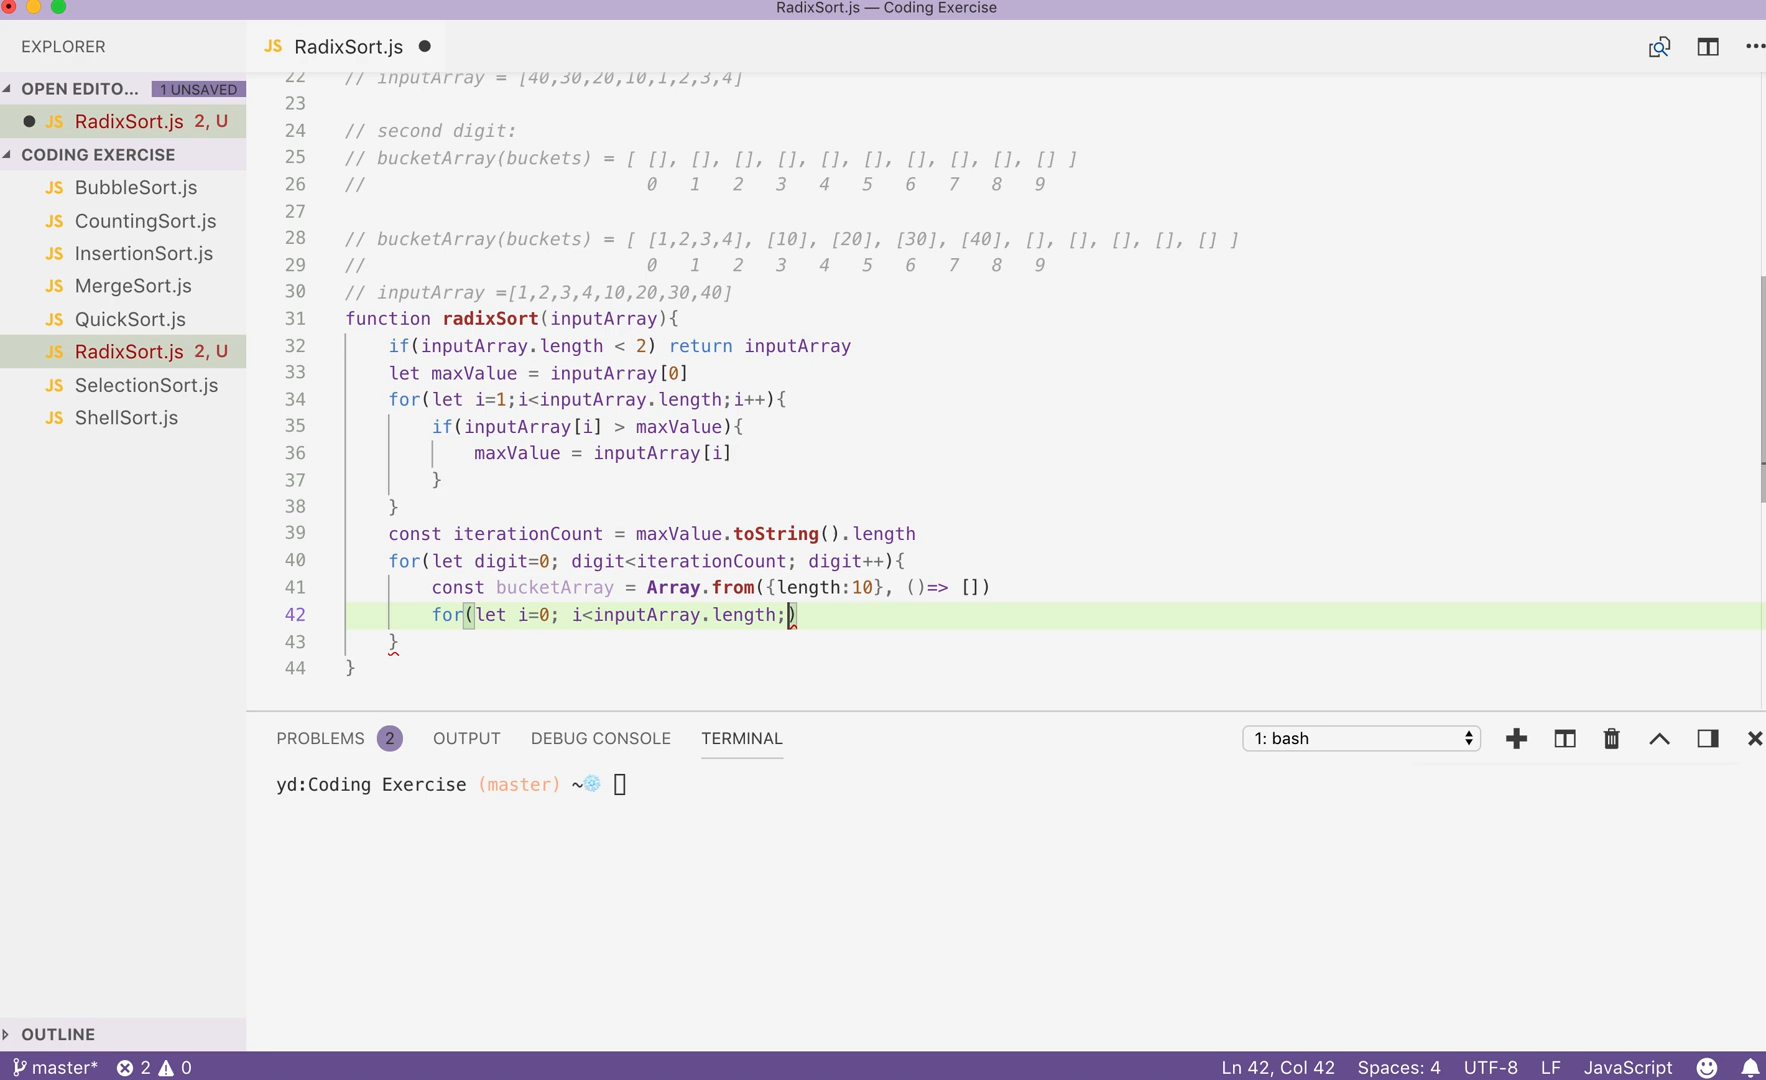 RadixSort.js — Coding Exercise
EXPLORER
JS RadixSort.js
OPEN EDITO... 1 UNSAVED
JS RadixSort.js 2, U
CODING EXERCISE
JS BubbleSort.js
JS CountingSort.js
JS InsertionSort.js
JS MergeSort.js
JS QuickSort.js
JS RadixSort.js 2, U
JS SelectionSort.js
JS ShellSort.js
22 // inputArray = [40,30,20,10,1,2,3,4]
23
24 // second digit:
25 // bucketArray(buckets) = [ [], [], [], [], [], [], [], [], [], [] ]
26 // 0 1 2 3 4 5 6 7 8 9
27
28 // bucketArray(buckets) = [ [1,2,3,4], [10], [20], [30], [40], [], [], [], [], [] ]
29 // 0 1 2 3 4 5 6 7 8 9
30 // inputArray =[1,2,3,4,10,20,30,40]
31 function radixSort(inputArray){
32 if(inputArray.length < 2) return inputArray
33 let maxValue = inputArray[0]
34 for(let i=1;i<inputArray.length;i++){
35 if(inputArray[i] > maxValue){
36 maxValue = inputArray[i]
37 }
38 }
39 const iterationCount = maxValue.toString().length
40 for(let digit=0; digit<iterationCount; digit++){
41 const bucketArray = Array.from({length:10}, ()=> [])
42 for(let i=0; i<inputArray.length;)
43 }
44 }
PROBLEMS 2 OUTPUT DEBUG CONSOLE TERMINAL
1: bash
yd:Coding Exercise (master) ~
OUTLINE
master* 2 0
Ln 42, Col 42 Spaces: 4 UTF-8 LF JavaScript